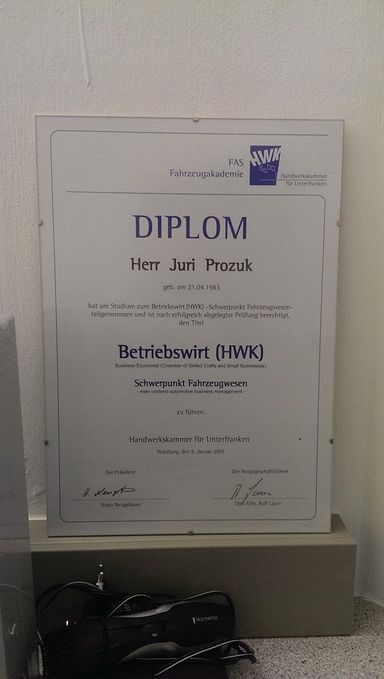 FAS
Fahrzeugakademie
HWK
Handwerkskammer
für Unterfranken
DIPLOM
Herr Juri Prozuk
geb. am 21.04.1983
hat am Studium zum Betriebswirt (HWK) -Schwerpunkt Fahrzeugwesen-
teilgenommen und ist nach erfolgreich abgelegter Prüfung berechtigt,
den Titel
Betriebswirt (HWK)
Business Economist (Chamber of Skilled Crafts and Small Businesses)
Schwerpunkt Fahrzeugwesen
- main contend automotive business management -
zu führen.
Handwerkskammer für Unterfranken
Würzburg, den 9. Januar 2007
Der Präsident
Der Hauptgeschäftsführer
Hugo Neugebauer
Rolf Lauer
REMINGTON